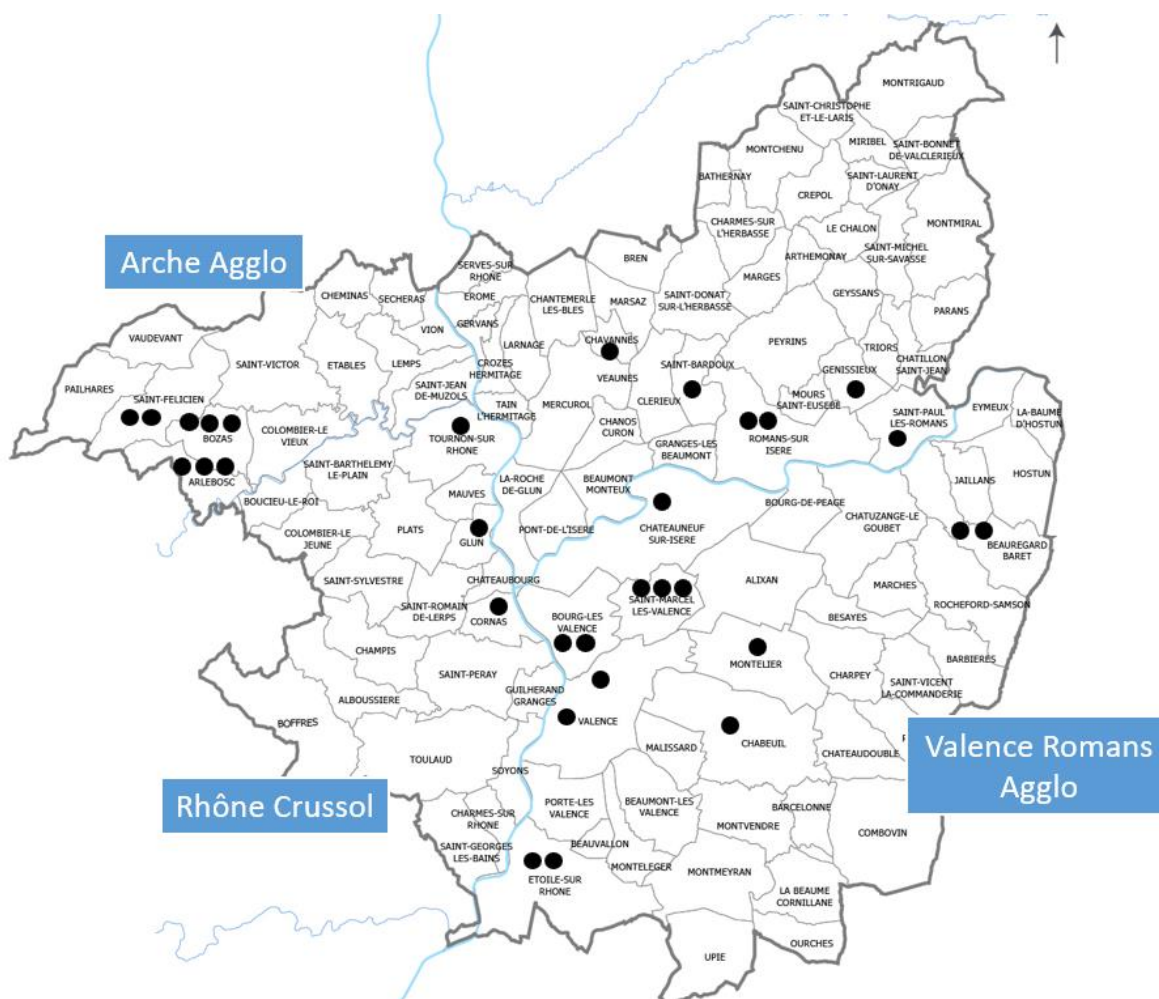 MONTRIGAUD
SAINT-CHRISTOPHE
ET-LE-LARIS
MIRIBEL
SAINT-BONNET
DE-VALCLERIEUX
MONTCHENU
BATHERNAY
SAINT-LAURENT
D'ONAY
CREPOL
CHARMES-SUR
L'HERBASSE
LE CHALON
MONTMIRAL
Arche Agglo
SERVES-SUR
RHONE
BREN
ARTHEMONAY
SAINT-MICHEL
SUR-SAVASSE
MARGES
CHEMINAS
SECHERAS
EROME
CHANTEMERLE
LES-BLES
MARSAZ
SAINT-DONAT
SUR-L'HERBASSE
GEYSSANS
PARANS
VION
GERVANS
VAUDEVANT
LARNAGE
CHAVANNES
PEYRINS
TRIORS
SAINT-VICTOR
ETABLES
LEMPS
CROZES
HERMITAGE
SAINT-BARDOUX
GENISSIEUX
CHATILLON
SAINT-JEAN
PAILHARES
SAINT-FELICIEN
SAINT-JEAN
DE-MUZOLS
VEAUNES
CLERIEUX
MOURS
SAINT-EUSEBE
TAIN
L'HERMITAGE
MERCUROL
SAINT-PAUL
LES-ROMANS
EYMEUX
LA-BAUME
D'HOSTUN
BOZAS
COLOMBIER-LE
VIEUX
TOURNON-SUR
RHONE
CHANOS
CURON
ROMANS-SUR
ISERE
GRANGES-LES
BEAUMONT
SAINT-BARTHELEMY
LE-PLAIN
HOSTUN
ARLEBOSC
LA-ROCHE
DE-GLUN
BEAUMONT
MONTEUX
JAILLANS
BOUCIEU-LE-ROI
MAUVES
BOURG-DE-PEAGE
CHATUZANGE-LE
GOUBET
COLOMBIER-LE
JEUNE
PLATS
GLUN
PONT-DE-L'ISERE
CHATEAUNEUF
SUR-ISERE
BEAUREGARD
BARET
SAINT-SYLVESTRE
CHATEAUBOURG
ALIXAN
MARCHES
SAINT-ROMAIN
DE-LERPS
CORNAS
BOURG-LES
VALENCE
SAINT-MARCEL
LES-VALENCE
BESAYES
ROCHEFORD-SAMSON
CHAMPIS
MONTELIER
BARBIERES
SAINT-PERAY
CHARPEY
SAINT-VICENT
LA-COMMANDERIE
ALBOUSSIERE
GUILHERAND
GRANGES
BOFFRES
VALENCE
MALISSARD
CHABEUIL
CHATEAUDOUBLE
Valence Romans
Agglo
TOULAUD
SOYONS
Rhône Crussol
CHARMES-SUR
RHONE
PORTE-LES
VALENCE
BEAUMONT-LES
VALENCE
BARCELONNE
MONTVENDRE
COMBOVIN
SAINT-GEORGES
LES-BAINS
BEAUVALLON
MONTELEGER
MONTMEYRAN
ETOILE-SUR
RHONE
LA BEAUME
CORNILLANE
OURCHES
UPIE